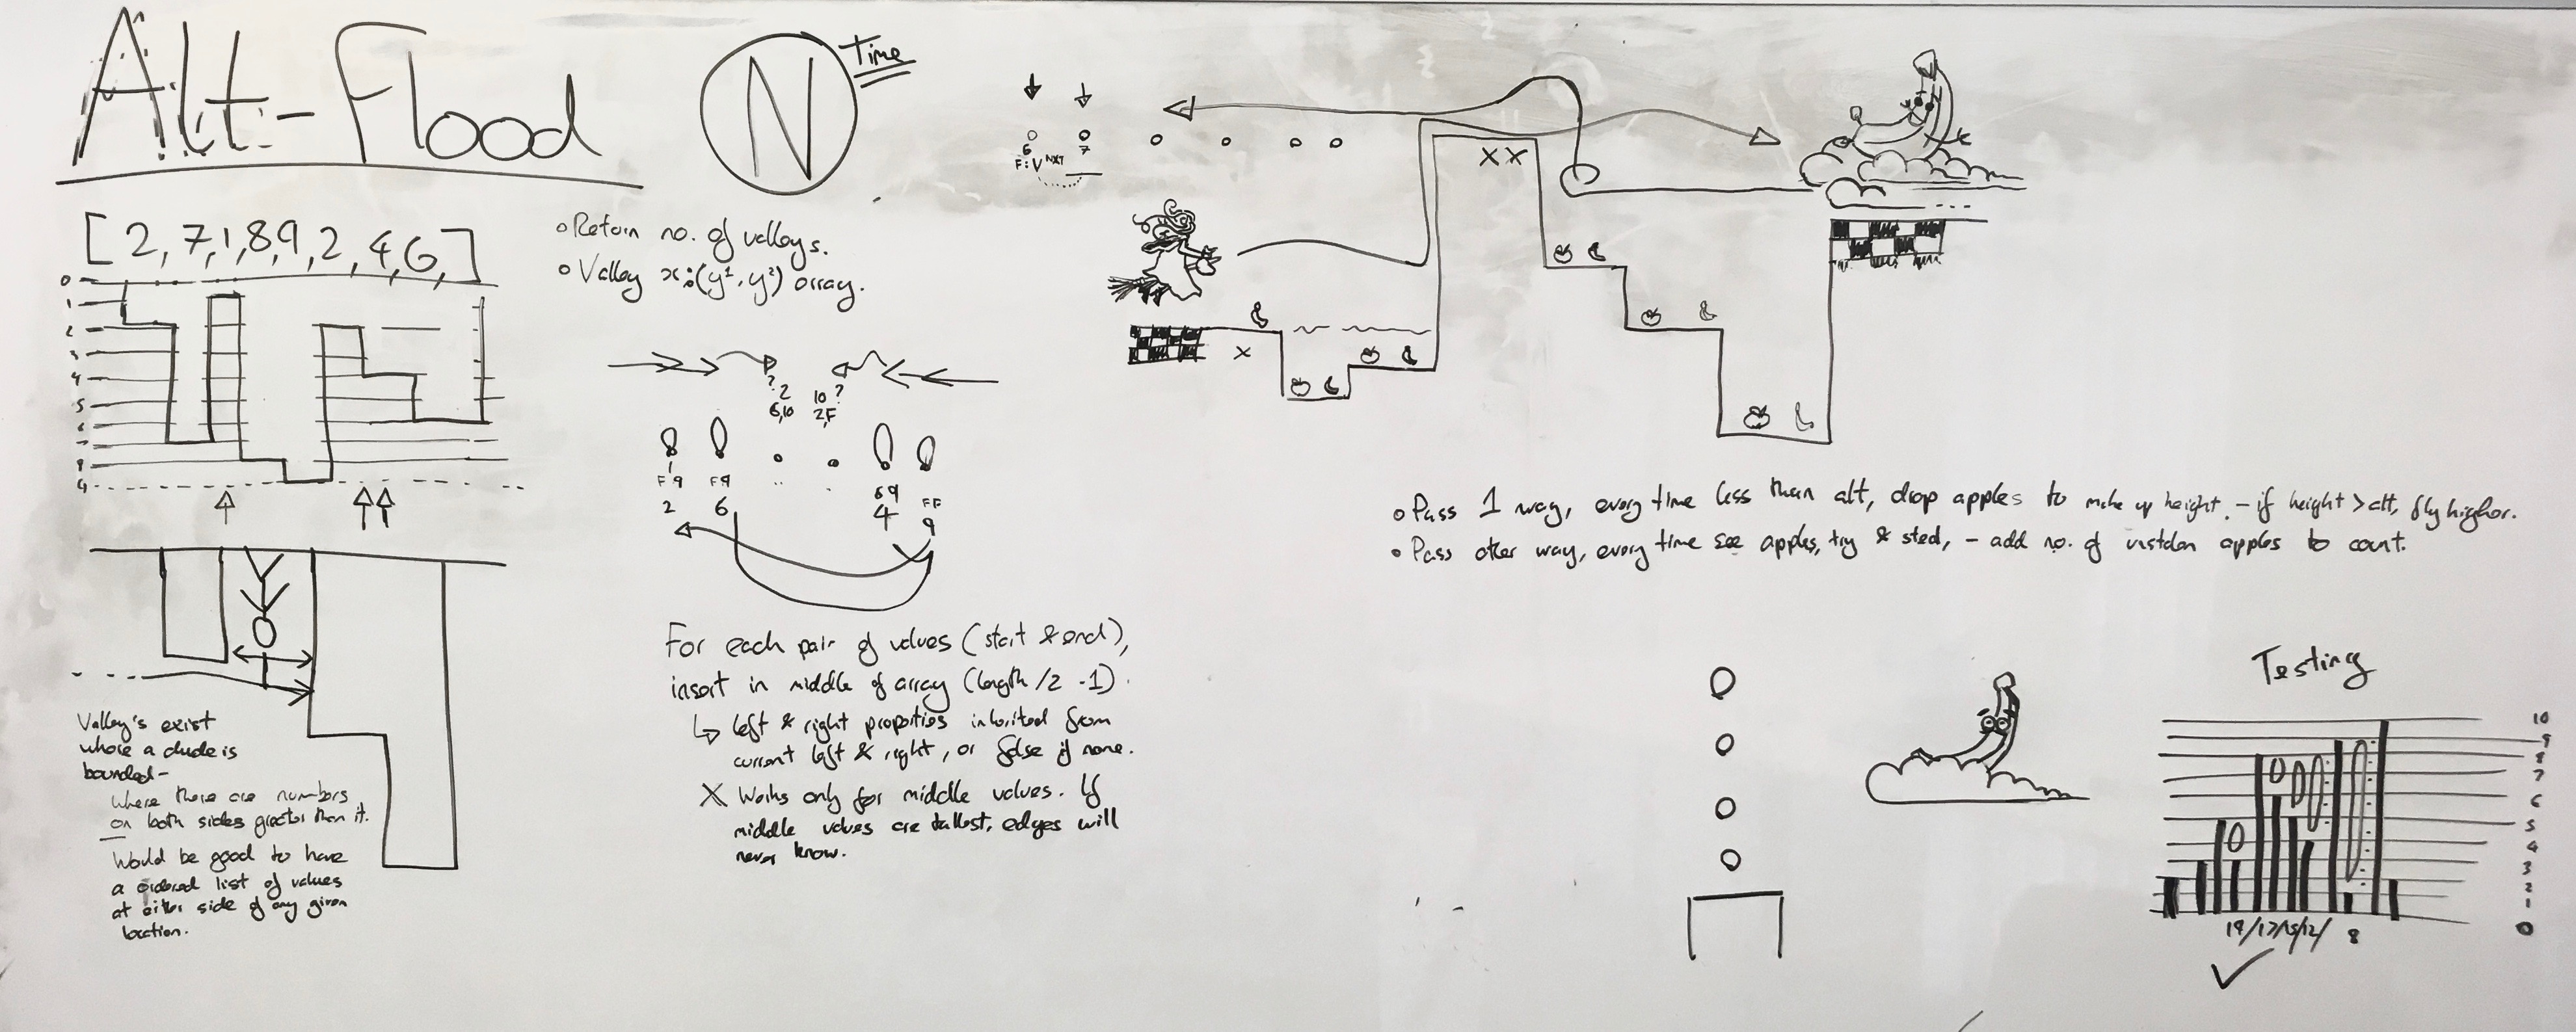 Alt-Flood
N
Time
[2,7,1,8,9,2,4,6,]
0
1
2
3
4
5
6
7
8
9
Retain no. of valleys.
Valley x:(y¹,y²) array.
Valley's exist
where a dude is
bounded-
where there are numbers
on both sides greater than it.
Would be good to have
a ordered list of values
at either side of any given
location.
? ?
2 10
6,10 2,F
F9 F9 69 FF
2 6 4 9
For each pair of values (start & end),
insert in middle of array (length/2 -1).
left & right properties inherited from
current left & right, or false if none.
X Works only for middle values. If
middle values are tallest, edges will
never know.
6 7
F:V NXT
XX
X
Pass 1 way, every time less than alt, drop apples to make up height. - if height > alt, fly higher.
Pass other way, every time see apples, try & steal, - add no. of unstolen apples to count.
Testing
10
9
8
7
6
5
4
3
2
1
0
19/17/15/12/ 8